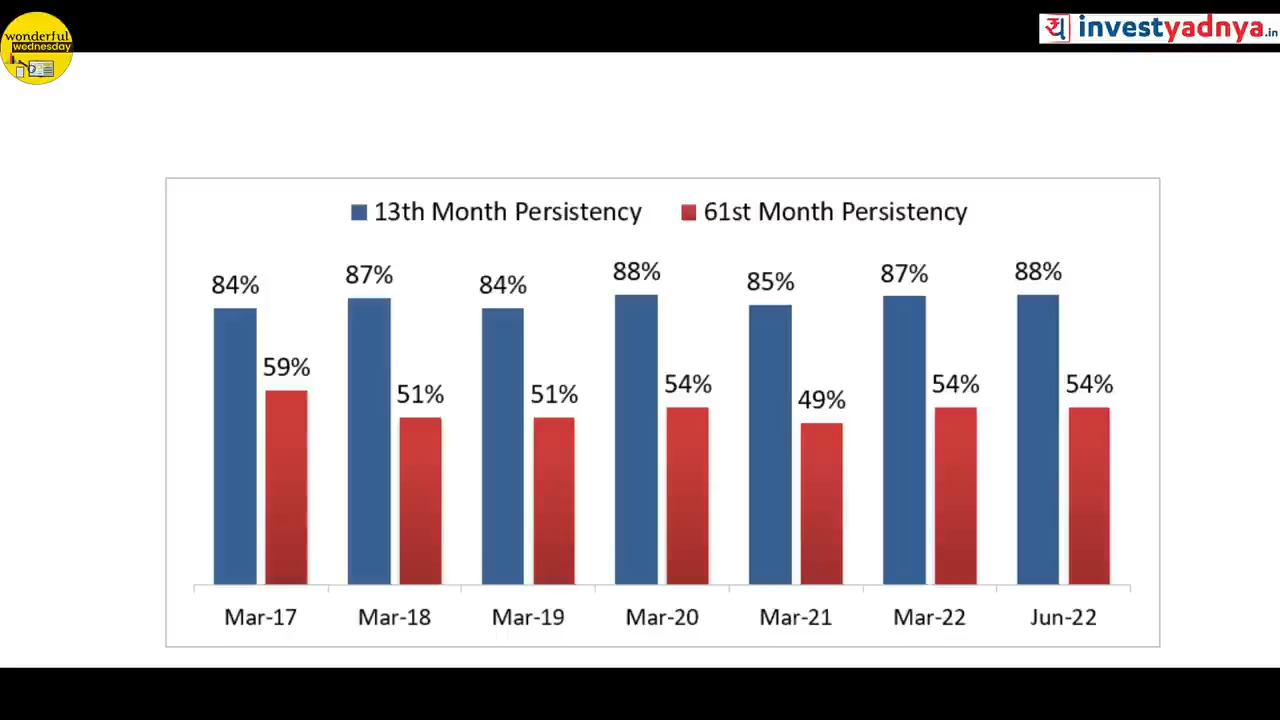 wonderful
wednesday
यू investyadnya.in
13th Month Persistency 61st Month Persistency
84% 87% 84% 88% 85% 87% 88%
59% 51% 51% 54% 49% 54% 54%
Mar-17 Mar-18 Mar-19 Mar-20 Mar-21 Mar-22 Jun-22